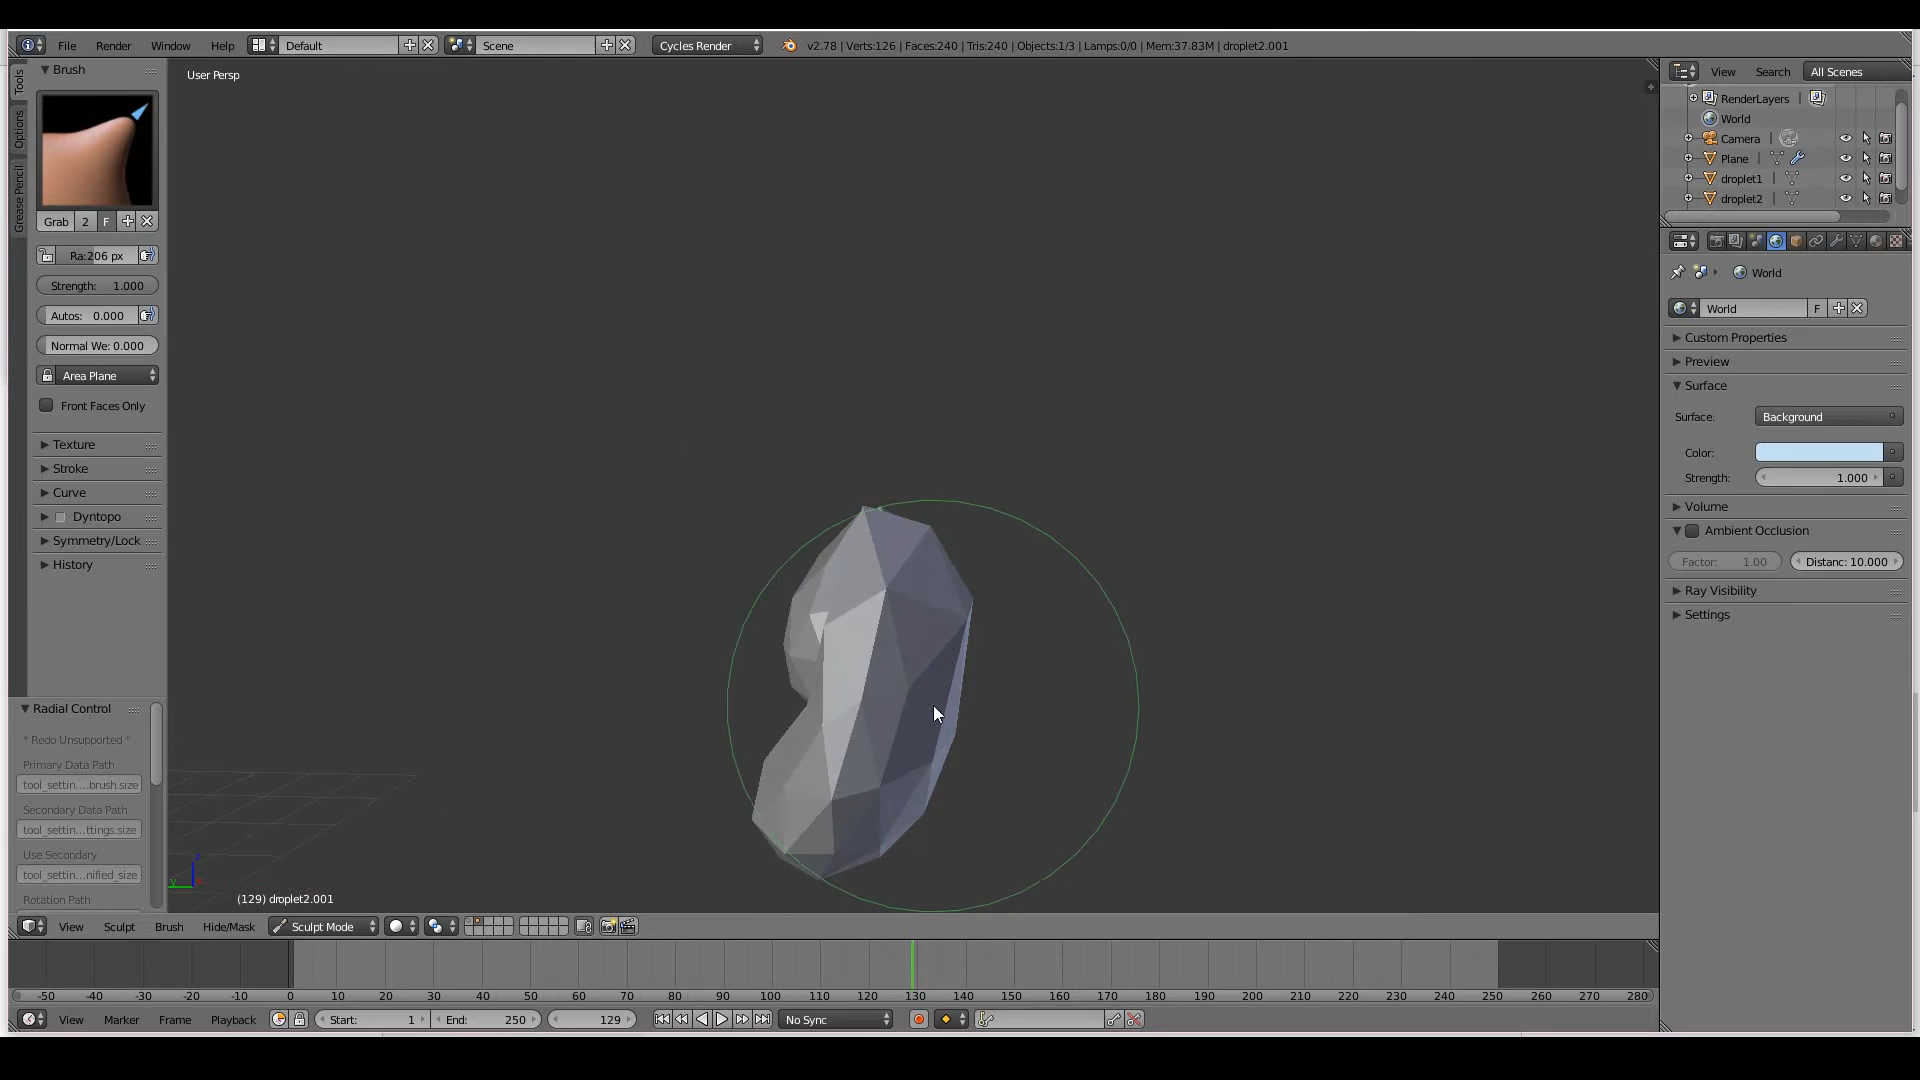 File Render Window Help Default Scene Cycles Render v2.78 | Verts:126 | Faces:240 | Tris:240 | Objects:1/3 | Lamps:0/0 | Mem:37.83M | droplet2.001
Tools
Options
Grease Pencil
Brush
Grab 2 F
Ra:206 px
Strength: 1.000
Autos: 0.000
Normal We: 0.000
Area Plane
Front Faces Only
Texture
Stroke
Curve
Dyntopo
Symmetry/Lock
History
Radial Control
* Redo Unsupported *
Primary Data Path
tool_settin....brush.size
Secondary Data Path
tool_settin...ttings.size
Use Secondary
tool_settin...nified_size
Rotation Path
User Persp
z
y
(129) droplet2.001
View Sculpt Brush Hide/Mask Sculpt Mode
-50 -40 -30 -20 -10 0 10 20 30 40 50 60 70 80 90 100 110 120 130 140 150 160 170 180 190 200 210 220 230 240 250 260 270 280
View Marker Frame Playback Start: 1 End: 250 129 No Sync
View Search All Scenes
RenderLayers |
World
Camera |
Plane |
droplet1 |
droplet2 |
World
World F
Custom Properties
Preview
Surface
Surface: Background
Color:
Strength: 1.000
Volume
Ambient Occlusion
Factor: 1.00 Distanc: 10.000
Ray Visibility
Settings